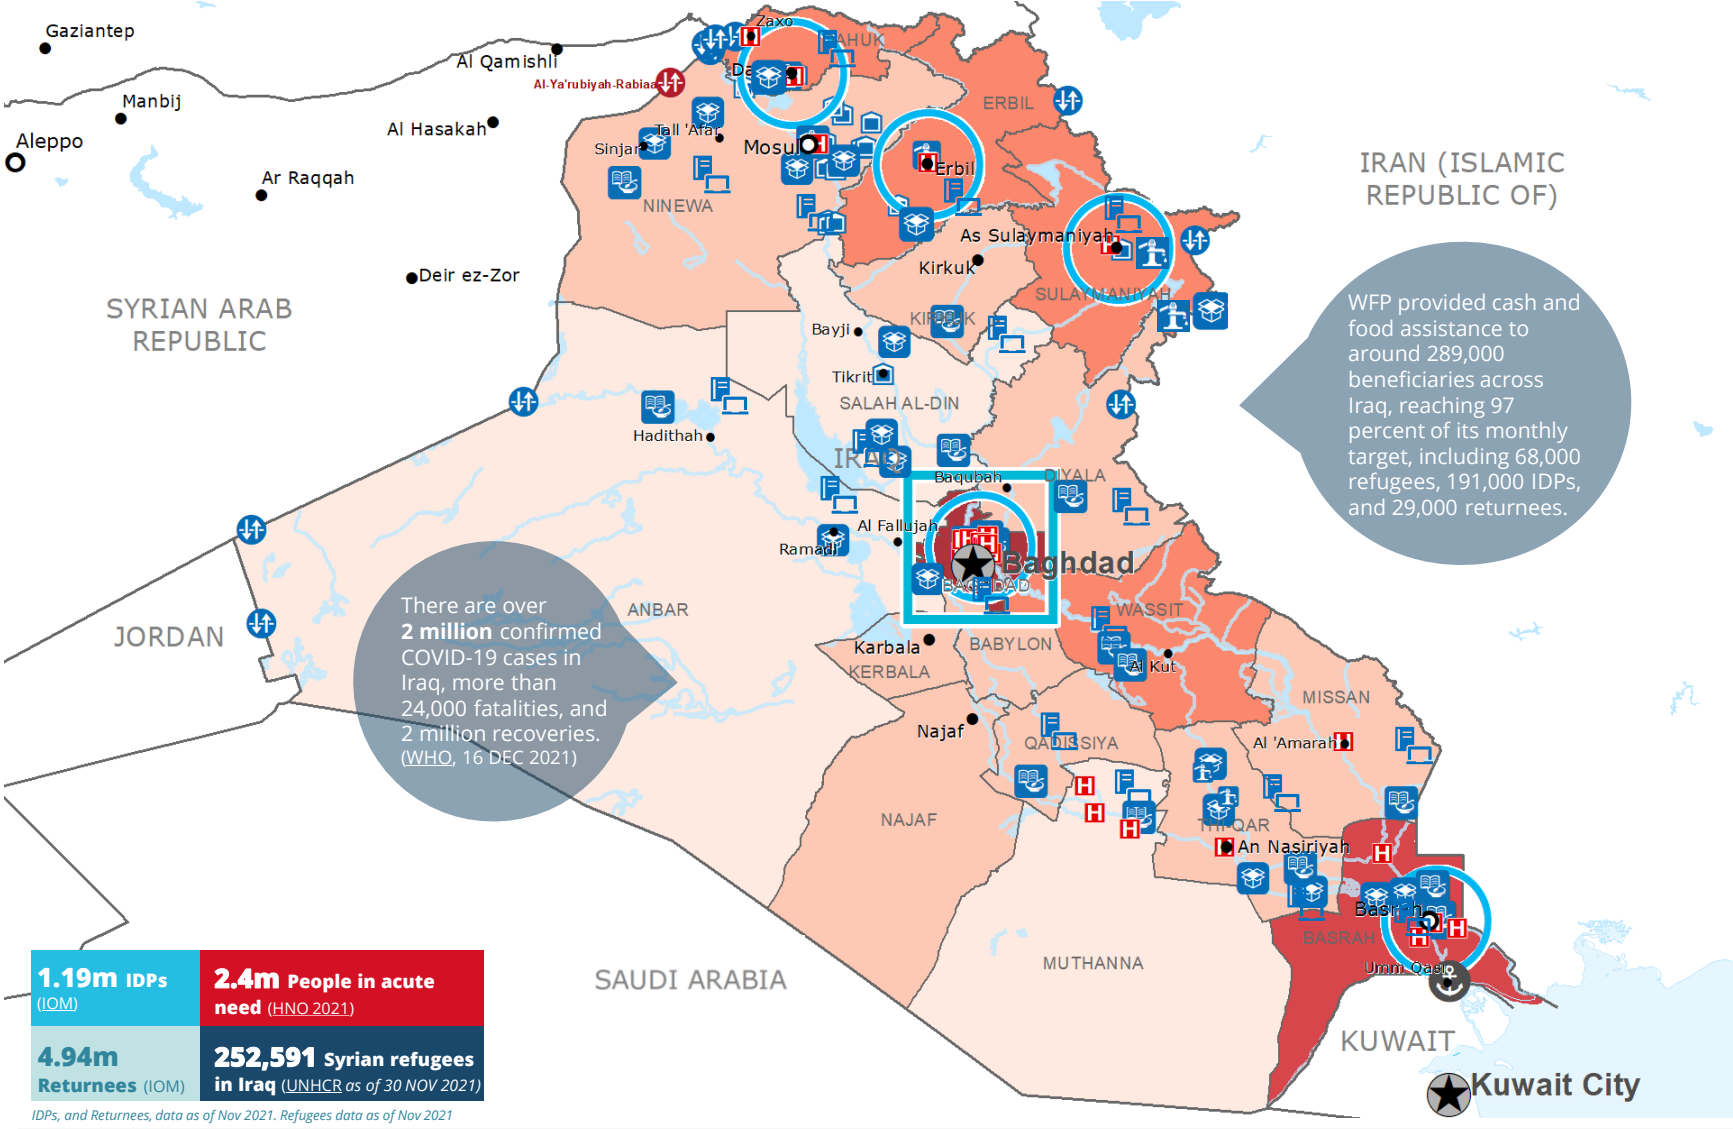 Gaziantep
Zaxo
DAHUK
Al Qamishli
Al-Ya'rubiyah-Rabiaa
Manbij
ERBIL
Aleppo
Al Hasakah
Tall 'Afar
Sinjar
Mosul
Erbil
IRAN (ISLAMIC
REPUBLIC OF)
Ar Raqqah
NINEWA
As Sulaymaniyah
Kirkuk
Deir ez-Zor
SULAYMANIYAH
SYRIAN ARAB
REPUBLIC
KIRKUK
Bayji
WFP provided cash and
food assistance to
around 289,000
beneficiaries across
Iraq, reaching 97
percent of its monthly
target, including 68,000
refugees, 191,000 IDPs,
and 29,000 returnees.
Tikrit
SALAH AL-DIN
Hadithah
IRAQ
Baqubah
DIYALA
Al Fallujah
Ramadi
Baghdad
BAGHDAD
There are over
2 million confirmed
COVID-19 cases in
Iraq, more than
24,000 fatalities, and
2 million recoveries.
(WHO, 16 DEC 2021)
ANBAR
WASSIT
JORDAN
Karbala
BABYLON
KERBALA
Al Kut
MISSAN
Najaf
QADISSIYA
Al 'Amarah
NAJAF
THI-QAR
An Nasiriyah
Basrah
BASRAH
MUTHANNA
Umm Qasr
SAUDI ARABIA
KUWAIT
Kuwait City
1.19m IDPs
(IOM)
2.4m People in acute
need (HNO 2021)
4.94m
Returnees (IOM)
252,591 Syrian refugees
in Iraq (UNHCR as of 30 NOV 2021)
IDPs, and Returnees, data as of Nov 2021. Refugees data as of Nov 2021